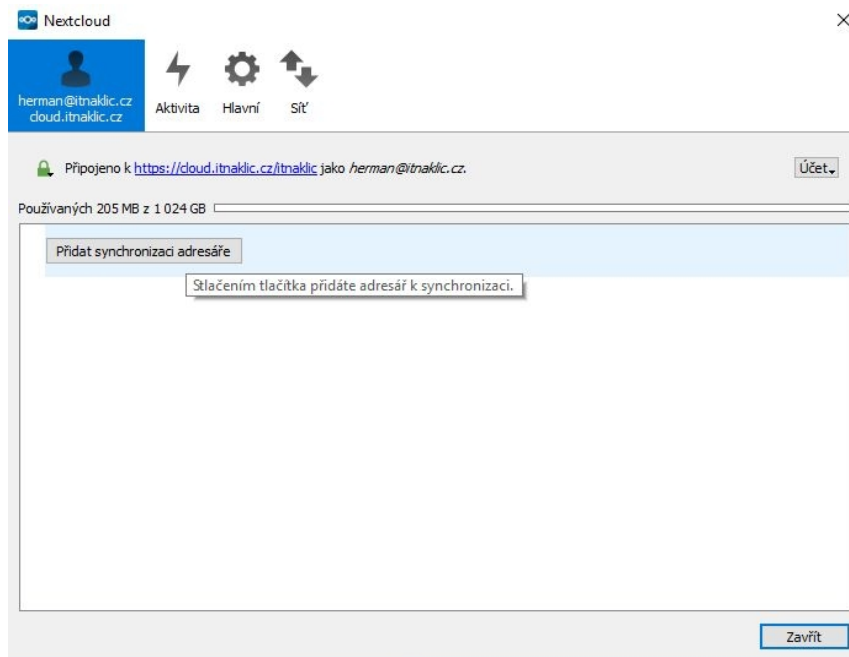 Nextcloud
herman@itnaklic.cz
cloud.itnaklic.cz
Aktivita
Hlavní
Síť
Připojeno k https://cloud.itnaklic.cz/itnaklic jako herman@itnaklic.cz.
Účet
Používaných 205 MB z 1 024 GB
Přidat synchronizaci adresáře
Stlačením tlačítka přidáte adresář k synchronizaci.
Zavřít